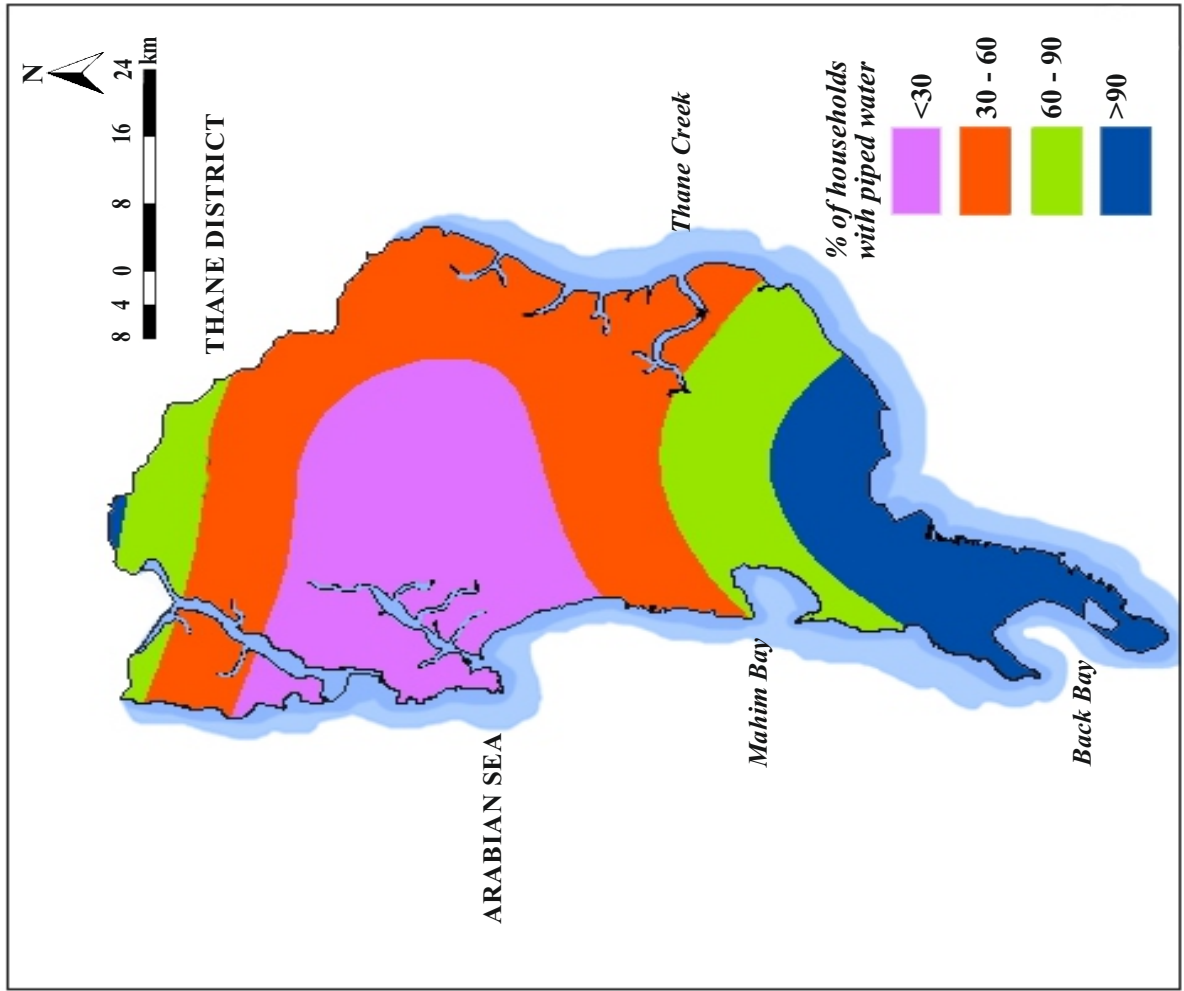 N
8 4 0 8 16 24
km
THANE DISTRICT
Thane Creek
ARABIAN SEA
Mahim Bay
Back Bay
% of households
with piped water
<30
30 - 60
60 - 90
>90